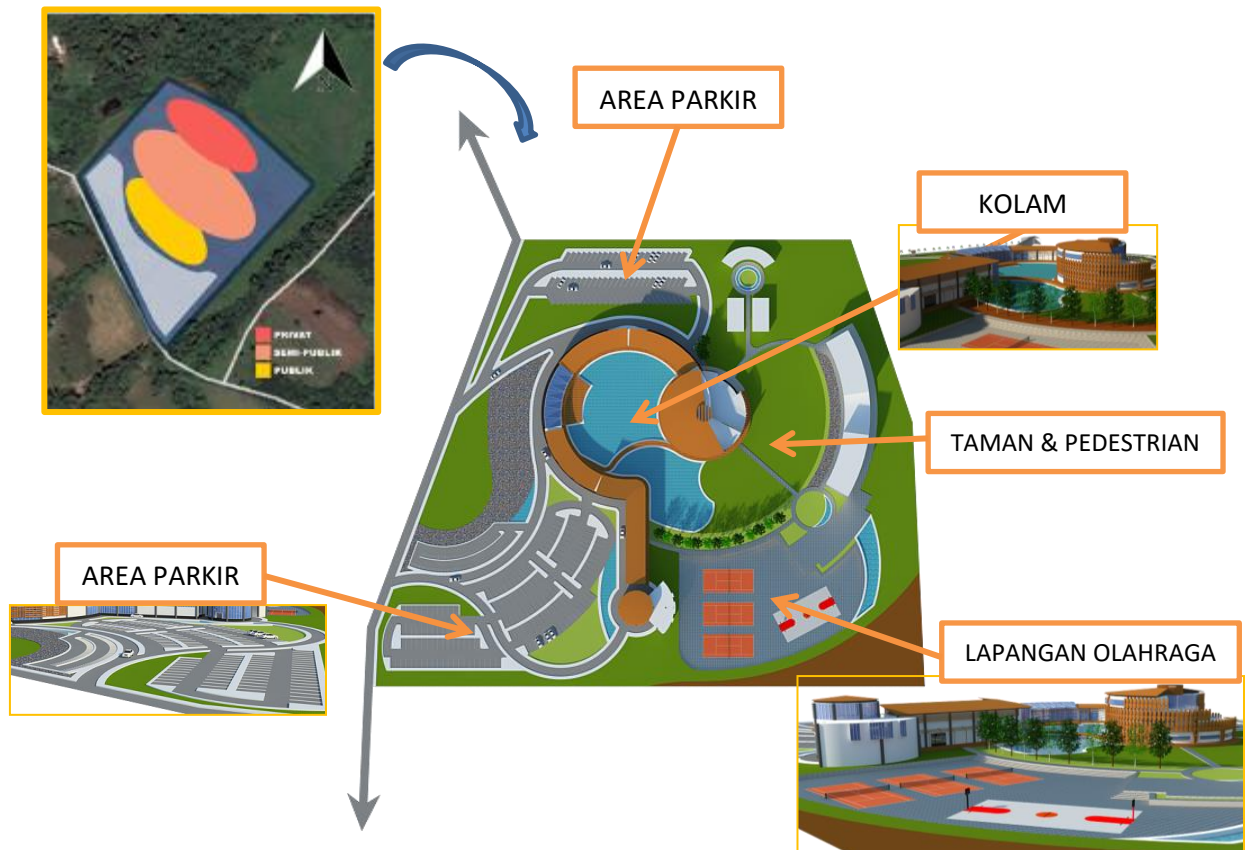 AREA PARKIR
KOLAM
PRIVAT
SEMI-PUBLIK
PUBLIK
TAMAN & PEDESTRIAN
AREA PARKIR
LAPANGAN OLAHRAGA